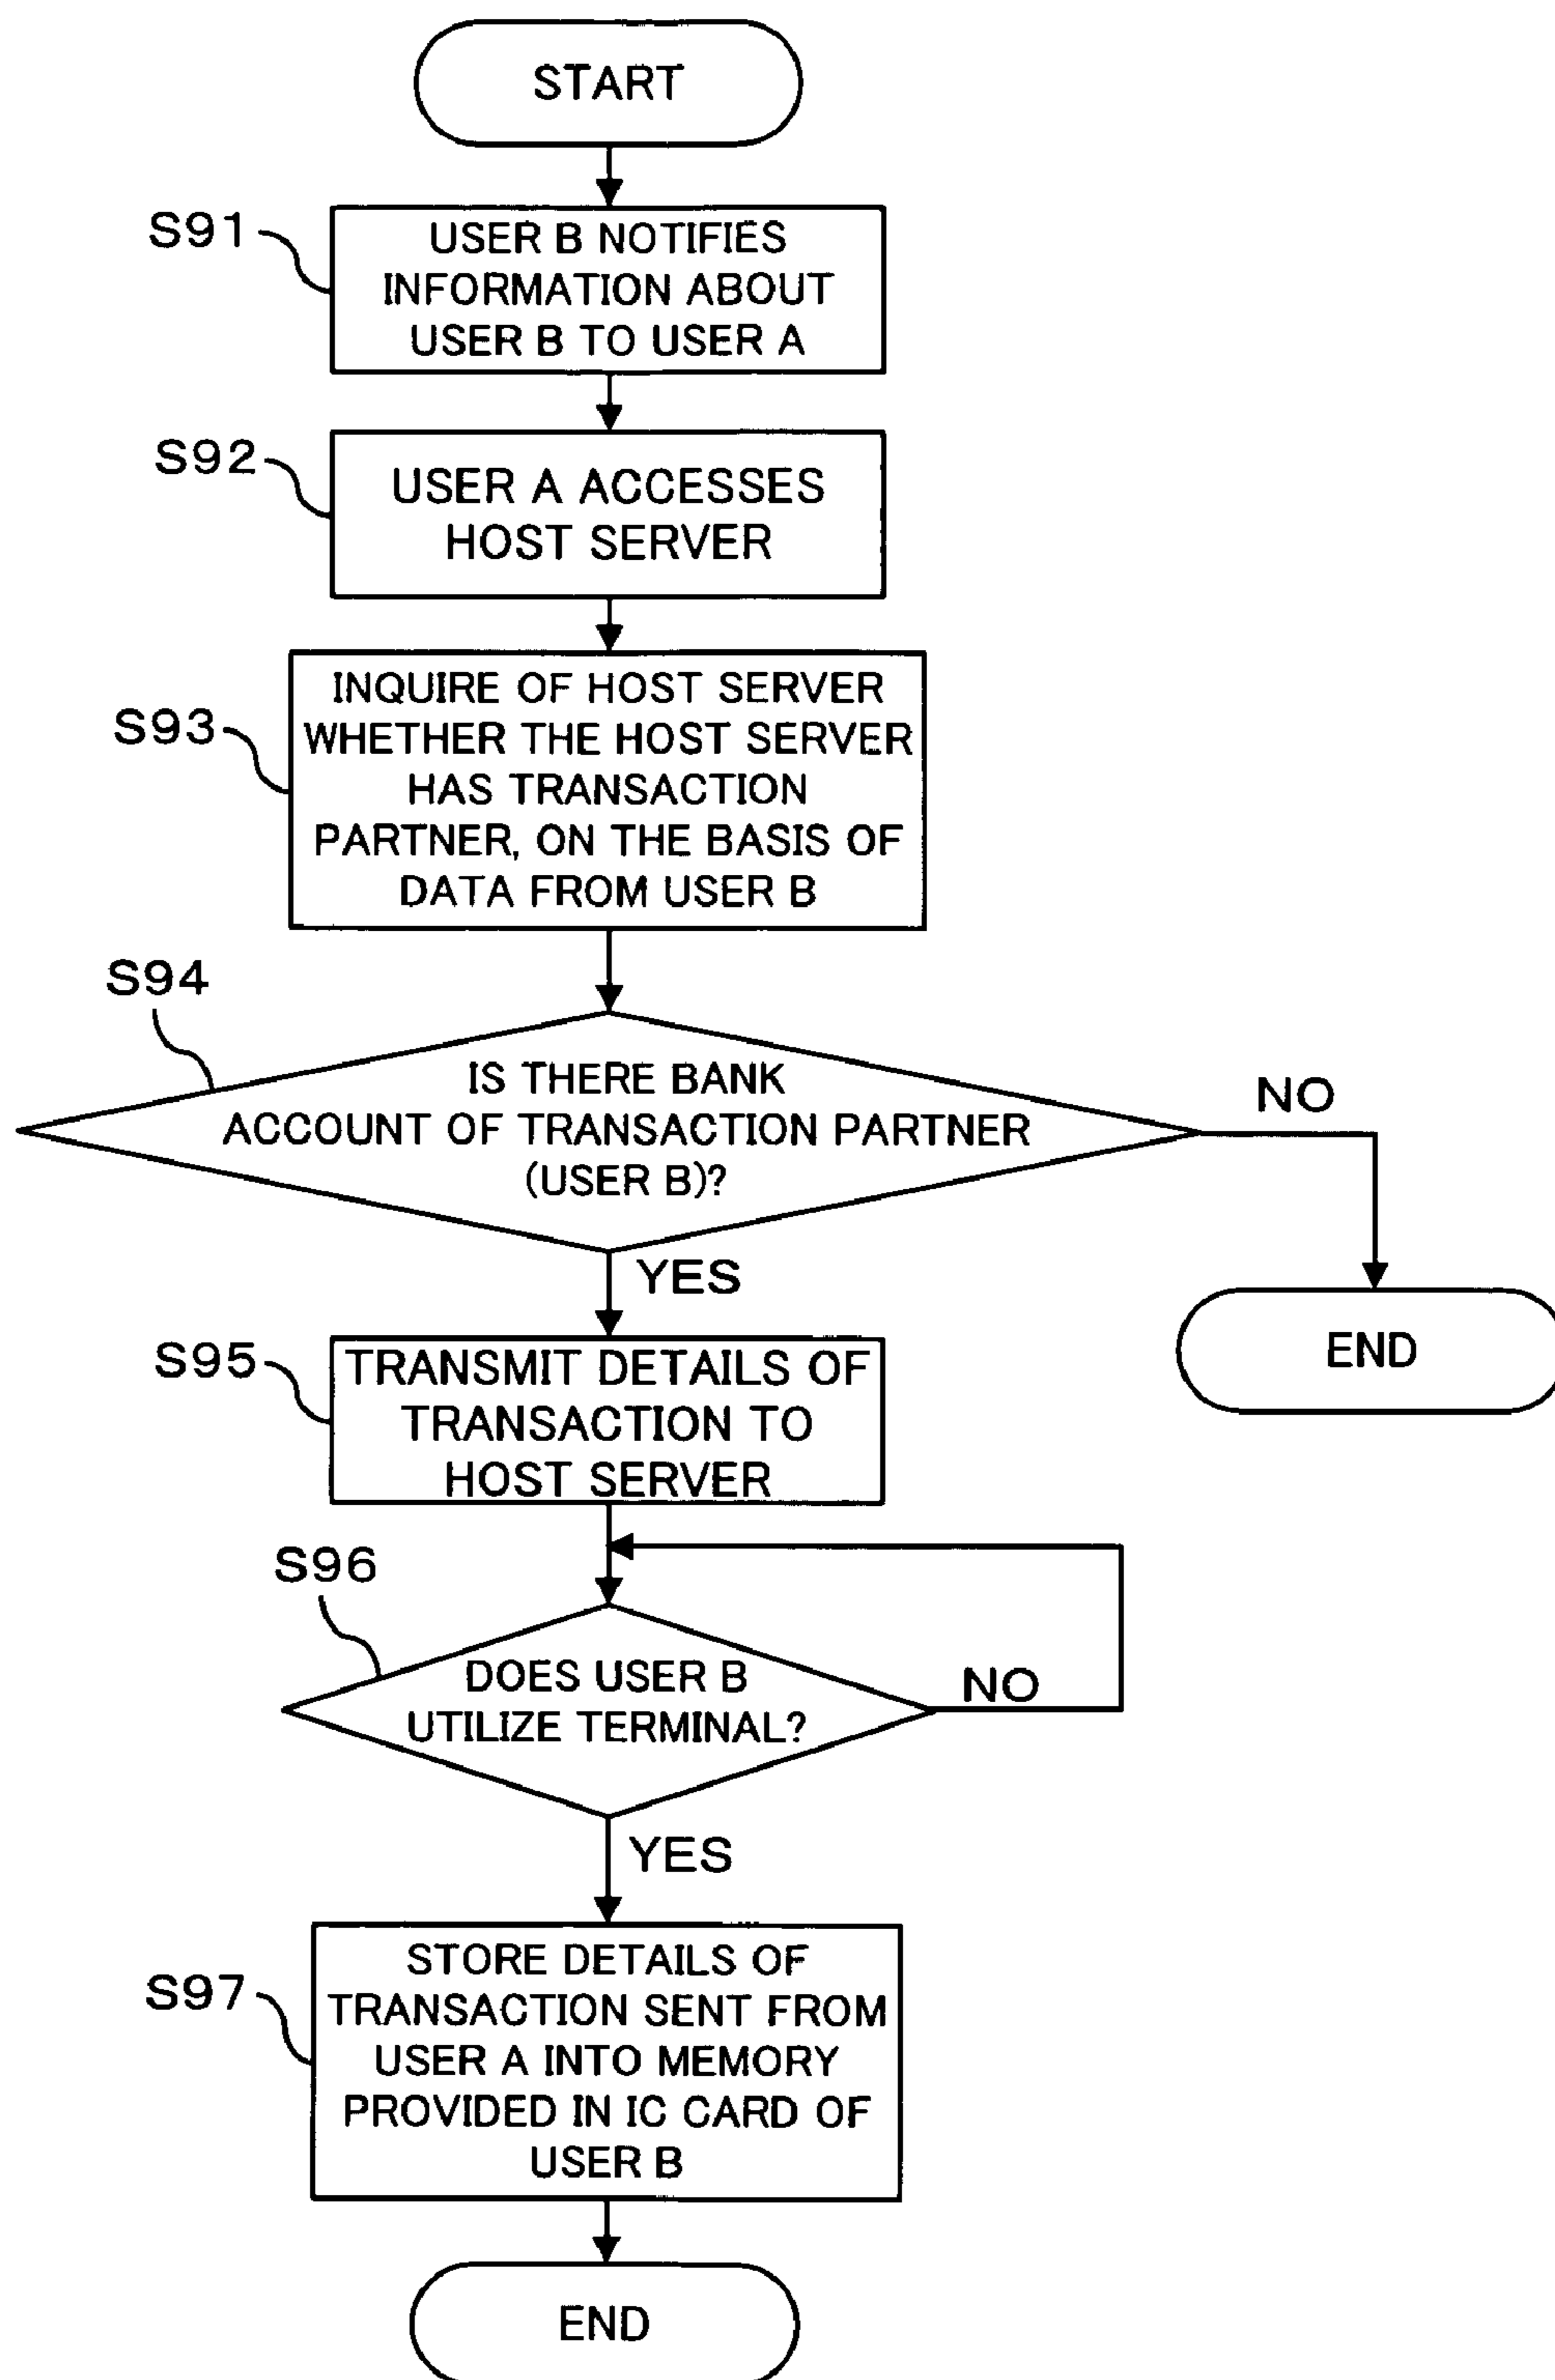 START
S91
USER B NOTIFIES
INFORMATION ABOUT
USER B TO USER A
S92
USER A ACCESSES
HOST SERVER
S93
INQUIRE OF HOST SERVER
WHETHER THE HOST SERVER
HAS TRANSACTION
PARTNER, ON THE BASIS OF
DATA FROM USER B
S94
IS THERE BANK
ACCOUNT OF TRANSACTION PARTNER
(USER B)?
NO
END
YES
S95
TRANSMIT DETAILS OF
TRANSACTION TO
HOST SERVER
S96
DOES USER B
UTILIZE TERMINAL?
NO
YES
S97
STORE DETAILS OF
TRANSACTION SENT FROM
USER A INTO MEMORY
PROVIDED IN IC CARD OF
USER B
END